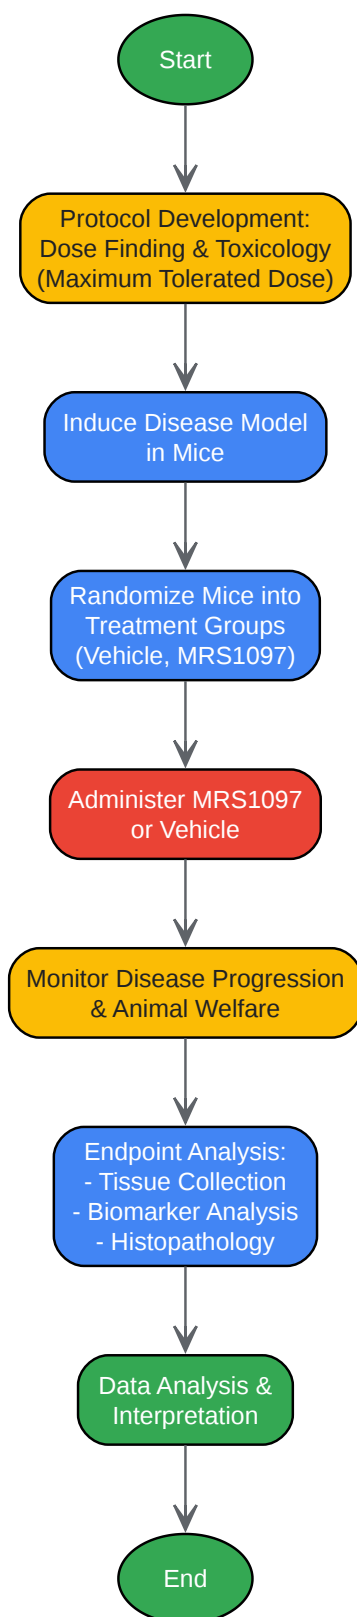 Start
Protocol Development:
Dose Finding & Toxicology
(Maximum Tolerated Dose)
Induce Disease Model
in Mice
Randomize Mice into
Treatment Groups
(Vehicle, MRS1097)
Administer MRS1097
or Vehicle
Monitor Disease Progression
& Animal Welfare
Endpoint Analysis:
- Tissue Collection
- Biomarker Analysis
- Histopathology
Data Analysis &
Interpretation
End